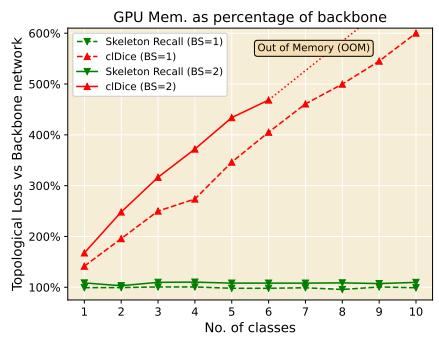 GPU Mem. as percentage of backbone
Topological Loss vs Backbone network
600%
500%
400%
300%
200%
100%
Skeleton Recall (BS=1)
clDice (BS=1)
Skeleton Recall (BS=2)
clDice (BS=2)
Out of Memory (OOM)
1 2 3 4 5 6 7 8 9 10
No. of classes